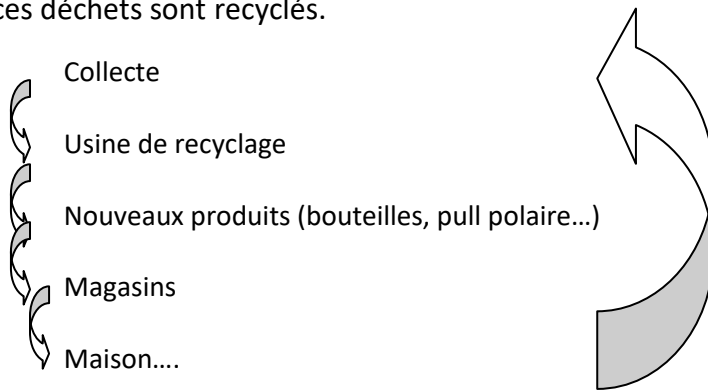 ces déchets sont recyclés.
Collecte
Usine de recyclage
Nouveaux produits (bouteilles, pull polaire…)
Magasins
Maison….